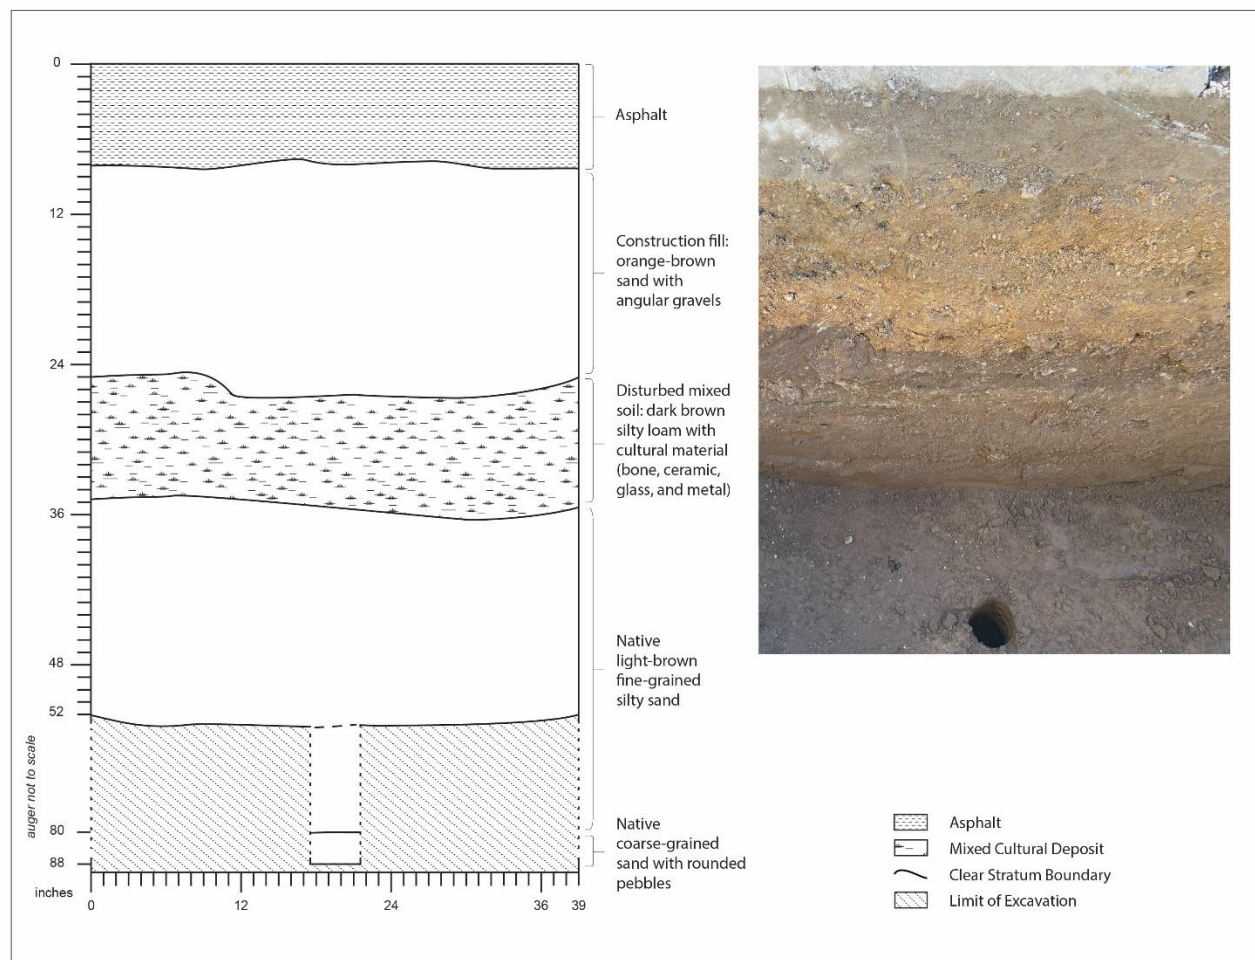 0
Asphalt
12
Construction fill:
orange-brown
sand with
angular gravels
24
Disturbed mixed
soil: dark brown
silty loam with
cultural material
(bone, ceramic,
glass, and metal)
36
Native
light-brown
fine-grained
silty sand
48
52
auger not to scale
80
88
Native
coarse-grained
sand with rounded
pebbles
inches
0 12 24 36 39
Asphalt
Mixed Cultural Deposit
Clear Stratum Boundary
Limit of Excavation